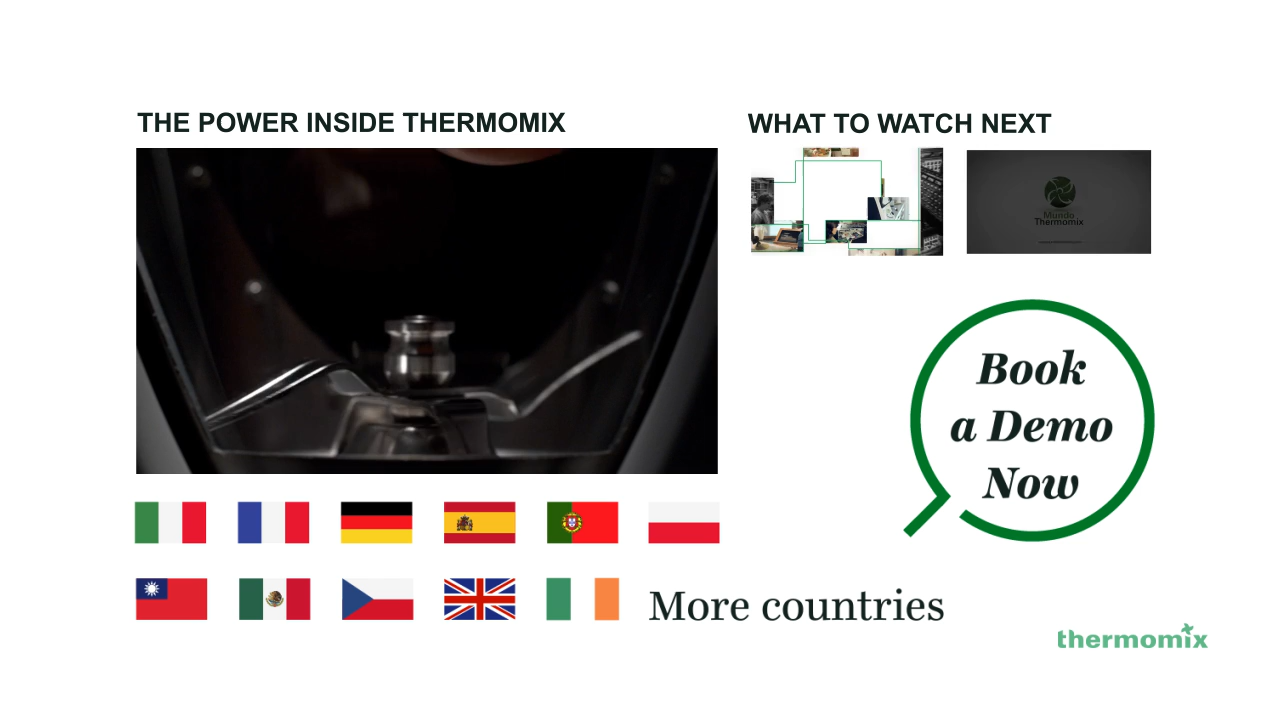 THE POWER INSIDE THERMOMIX
WHAT TO WATCH NEXT
Mundo
Thermomix
Book
a Demo
Now
More countries
thermomix